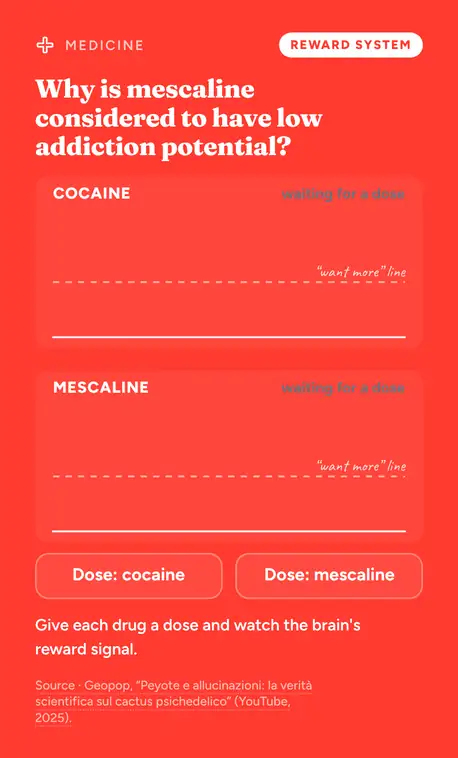 MEDICINE
REWARD SYSTEM
Why is mescaline
considered to have low
addiction potential?
COCAINE
waiting for a dose
"want more" line
MESCALINE
waiting for a dose
"want more" line
Dose: cocaine
Dose: mescaline
Give each drug a dose and watch the brain's
reward signal.
Source · Geopop, "Peyote e allucinazioni: la verità
scientifica sul cactus psichedelico" (YouTube,
2025).